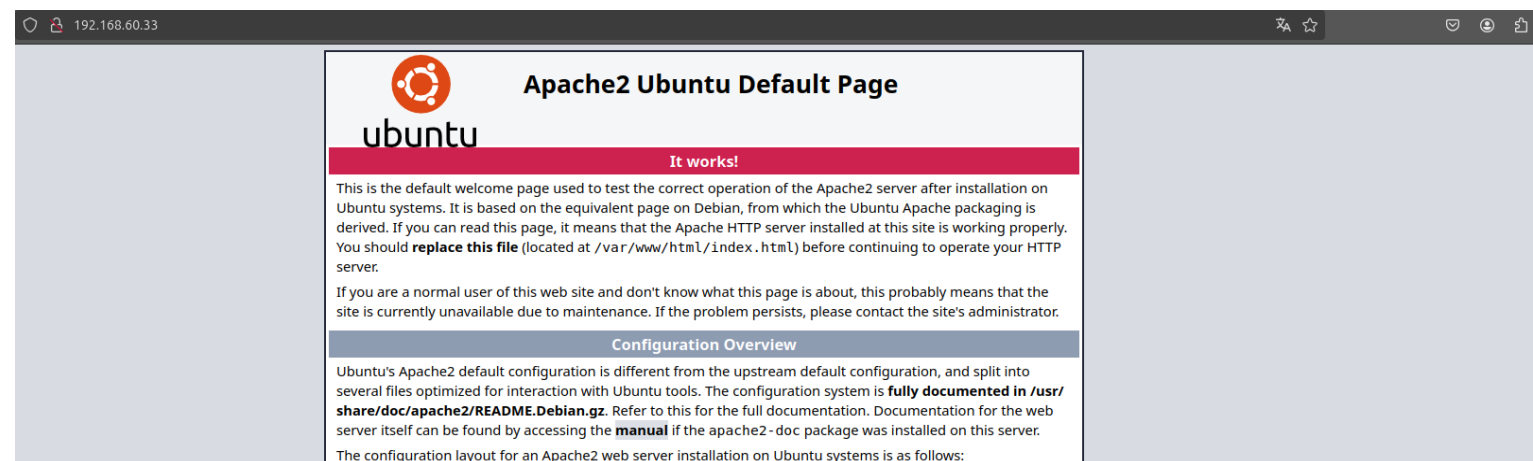 192.168.60.33
Apache2 Ubuntu Default Page
ubuntu
It works!
This is the default welcome page used to test the correct operation of the Apache2 server after installation on
Ubuntu systems. It is based on the equivalent page on Debian, from which the Ubuntu Apache packaging is
derived. If you can read this page, it means that the Apache HTTP server installed at this site is working properly.
You should replace this file (located at /var/www/html/index.html) before continuing to operate your HTTP
server.
If you are a normal user of this web site and don't know what this page is about, this probably means that the
site is currently unavailable due to maintenance. If the problem persists, please contact the site's administrator.
Configuration Overview
Ubuntu's Apache2 default configuration is different from the upstream default configuration, and split into
several files optimized for interaction with Ubuntu tools. The configuration system is fully documented in /usr/
share/doc/apache2/README.Debian.gz. Refer to this for the full documentation. Documentation for the web
server itself can be found by accessing the manual if the apache2-doc package was installed on this server.
The configuration layout for an Apache2 web server installation on Ubuntu systems is as follows: